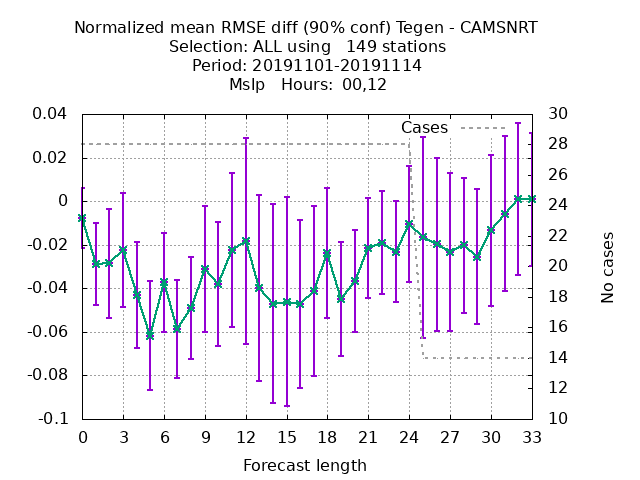 Normalized mean RMSE diff (90% conf) Tegen - CAMSNRT
Selection: ALL using   149 stations
Period: 20191101-20191114
Mslp   Hours: 00,12
0.04
0.02
0
-0.02
-0.04
-0.06
-0.08
-0.1
Cases
30
28
26
24
22
20
18
16
14
12
10
No cases
0 3 6 9 12 15 18 21 24 27 30 33
Forecast length